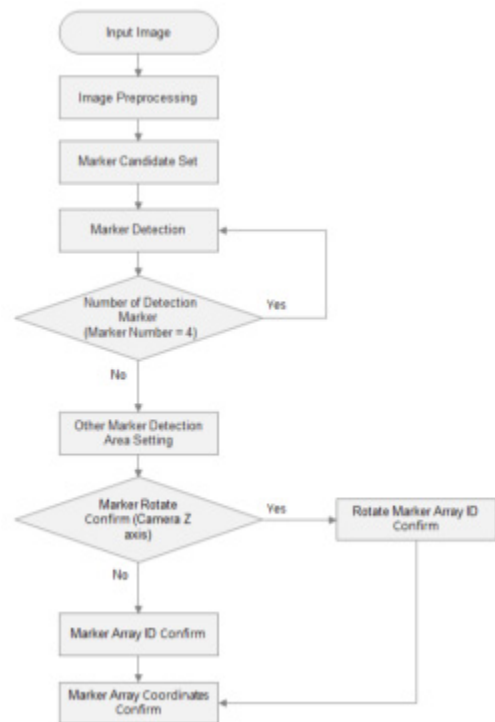 Input Image
Image Preprocessing
Marker Candidate Set
Marker Detection
Number of Detection
Marker
(Marker Number = 4)
Yes
No
Other Marker Detection
Area Setting
Marker Rotate
Confirm (Camera Z
axis)
Yes
Rotate Marker Array ID
Confirm
No
Marker Array ID Confirm
Marker Array Coordinates
Confirm